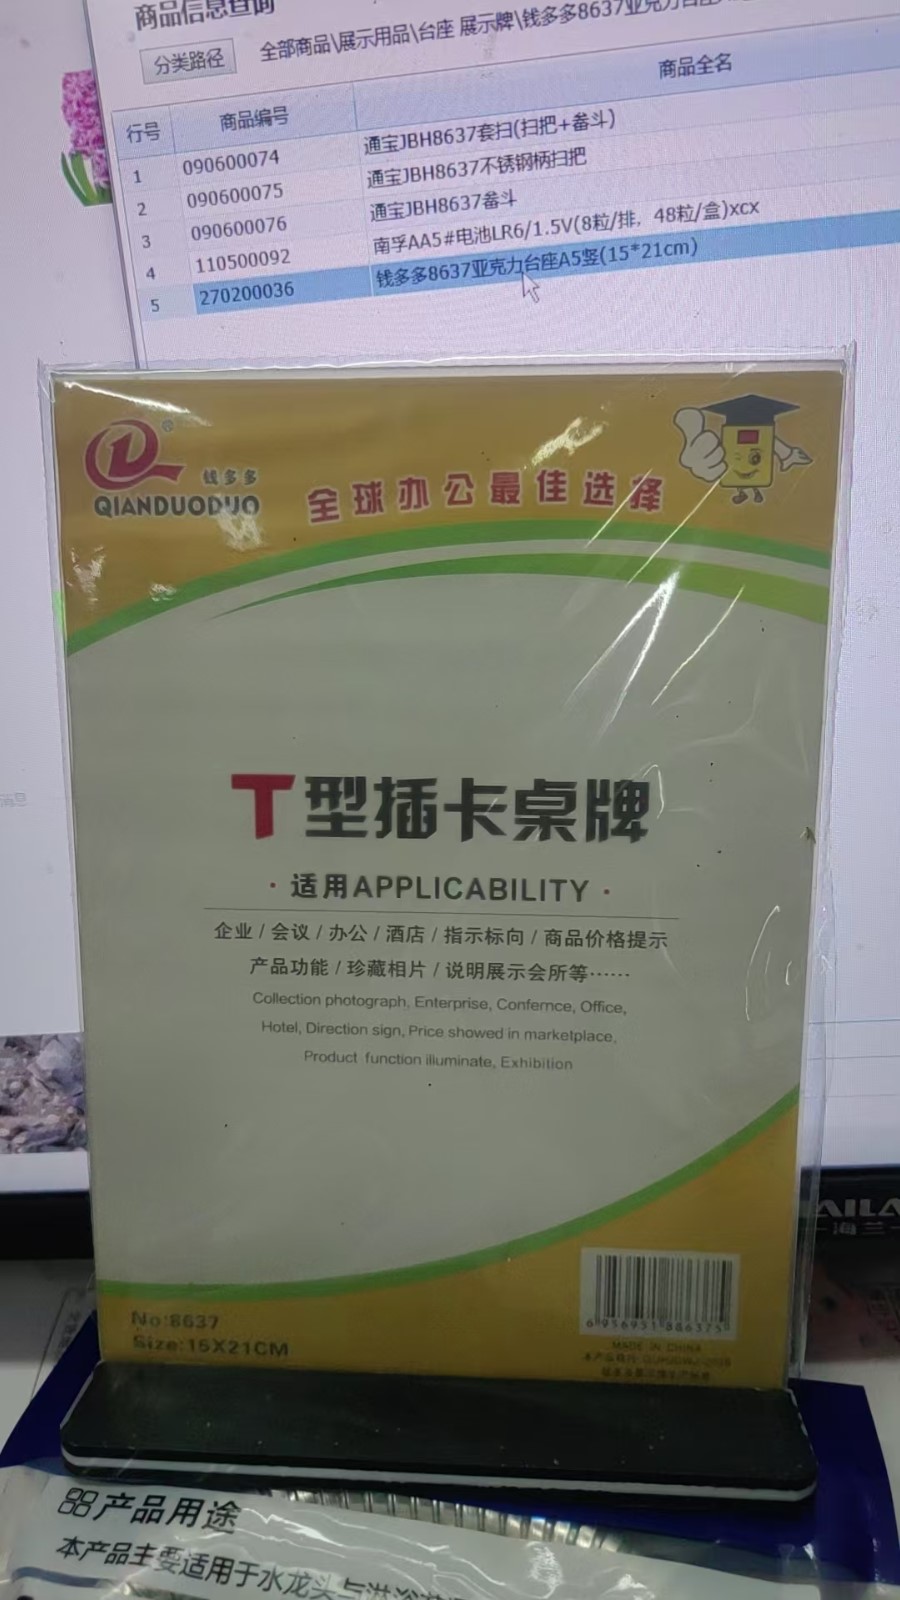 商品信息查询
分类路径 全部商品\展示用品\台座 展示牌\钱多多8637亚克力台座
行号 商品编号 商品全名
1 090600074 通宝JBH8637套扫(扫把+畚斗)
2 090600075 通宝JBH8637不锈钢柄扫把
3 090600076 通宝JBH8637畚斗
4 110500092 南孚AA5#电池LR6/1.5V(8粒/排，48粒/盒)xcx
5 270200036 钱多多8637亚克力台座A5竖(15*21cm)
钱多多
QIANDUODUO
全球办公最佳选择
T型插卡桌牌
·适用APPLICABILITY·
企业/会议/办公/酒店/指示标向/商品价格提示
产品功能/珍藏相片/说明展示会所等……
Collection photograph, Enterprise, Confernce, Office,
Hotel, Direction sign, Price showed in marketplace,
Product function illuminate, Exhibition
No:8637
Size:15X21CM
6 956951 886375
MADE IN CHINA
AILA
海兰
产品用途
本产品主要适用于水龙头与淋浴